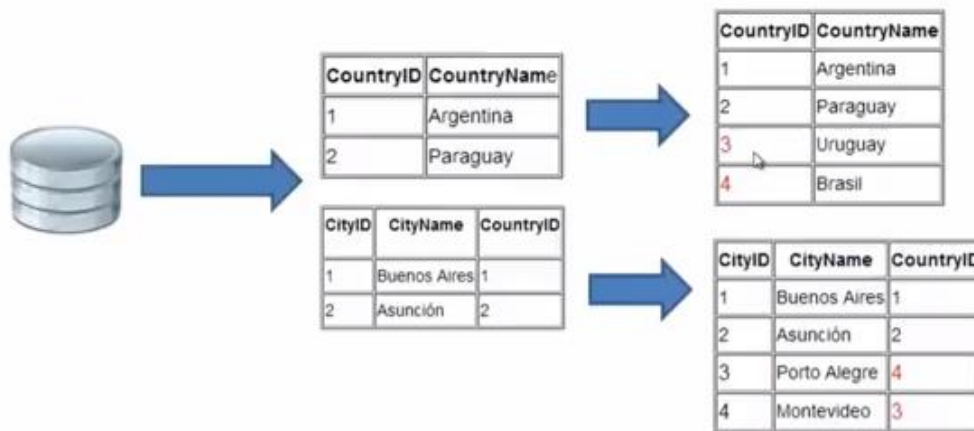 CountryID CountryName
1 Argentina
2 Paraguay
CityID CityName CountryID
1 Buenos Aires 1
2 Asunción 2
CountryID CountryName
1 Argentina
2 Paraguay
3 Uruguay
4 Brasil
CityID CityName CountryID
1 Buenos Aires 1
2 Asunción 2
3 Porto Alegre 4
4 Montevideo 3